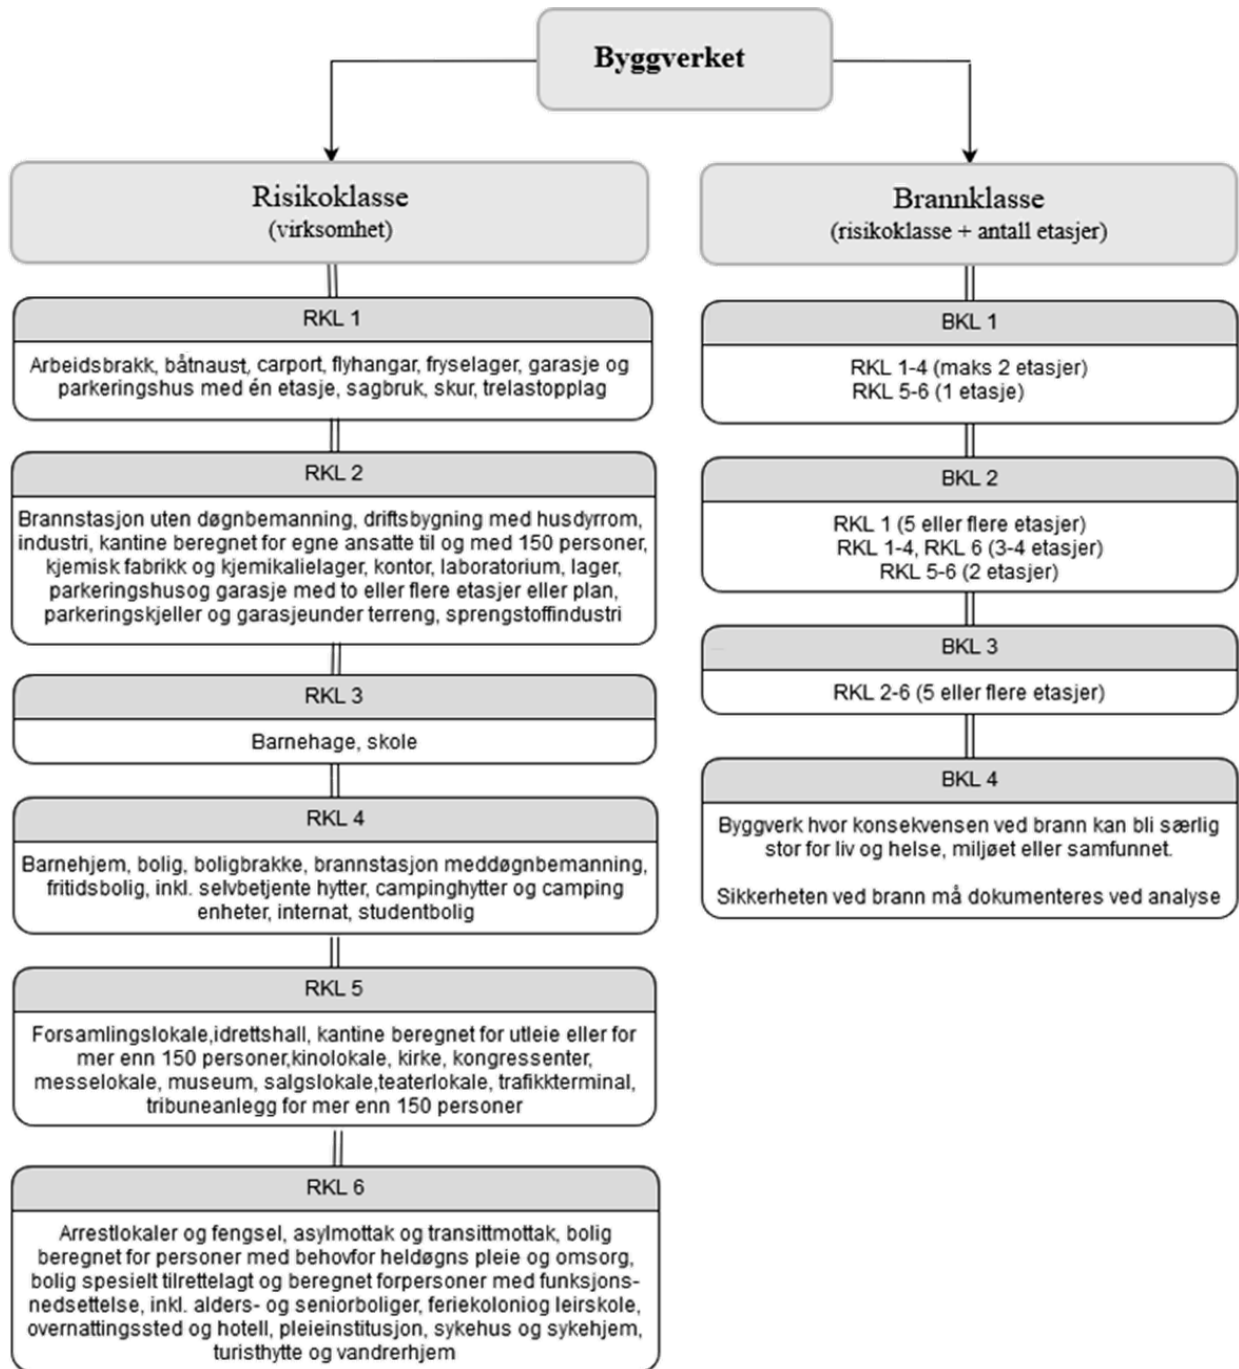 Byggverket
Risikoklasse
(virksomhet)
RKL 1
Arbeidsbrakk, båtnaust, carport, flyhangar, fryselager, garasje og
parkeringshus med én etasje, sagbruk, skur, trelastopplag
RKL 2
Brannstasjon uten døgnbemanning, driftsbygning med husdyrrom,
industri, kantine beregnet for egne ansatte til og med 150 personer,
kjemisk fabrikk og kjemikalielager, kontor, laboratorium, lager,
parkeringshusog garasje med to eller flere etasjer eller plan,
parkeringskjeller og garasjeunder terreng, sprengstoffindustri
RKL 3
Barnehage, skole
RKL 4
Barnehjem, bolig, boligbrakke, brannstasjon meddøgnbemanning,
fritidsbolig, inkl. selvbetjente hytter, campinghytter og camping
enheter, internat, studentbolig
RKL 5
Forsamlingslokale,idrettshall, kantine beregnet for utleie eller for
mer enn 150 personer,kinolokale, kirke, kongressenter,
messelokale, museum, salgslokale,teaterlokale, trafikkterminal,
tribuneanlegg for mer enn 150 personer
RKL 6
Arrestlokaler og fengsel, asylmottak og transittmottak, bolig
beregnet for personer med behovfor heldøgns pleie og omsorg,
bolig spesielt tilrettelagt og beregnet forpersoner med funksjons-
nedsettelse, inkl. alders- og seniorboliger, feriekoloniog leirskole,
overnattingssted og hotell, pleieinstitusjon, sykehus og sykehjem,
turisthytte og vandrerhjem
Brannklasse
(risikoklasse + antall etasjer)
BKL 1
RKL 1-4 (maks 2 etasjer)
RKL 5-6 (1 etasje)
BKL 2
RKL 1 (5 eller flere etasjer)
RKL 1-4, RKL 6 (3-4 etasjer)
RKL 5-6 (2 etasjer)
BKL 3
RKL 2-6 (5 eller flere etasjer)
BKL 4
Byggverk hvor konsekvensen ved brann kan bli særlig
stor for liv og helse, miljøet eller samfunnet.
Sikkerheten ved brann må dokumenteres ved analyse